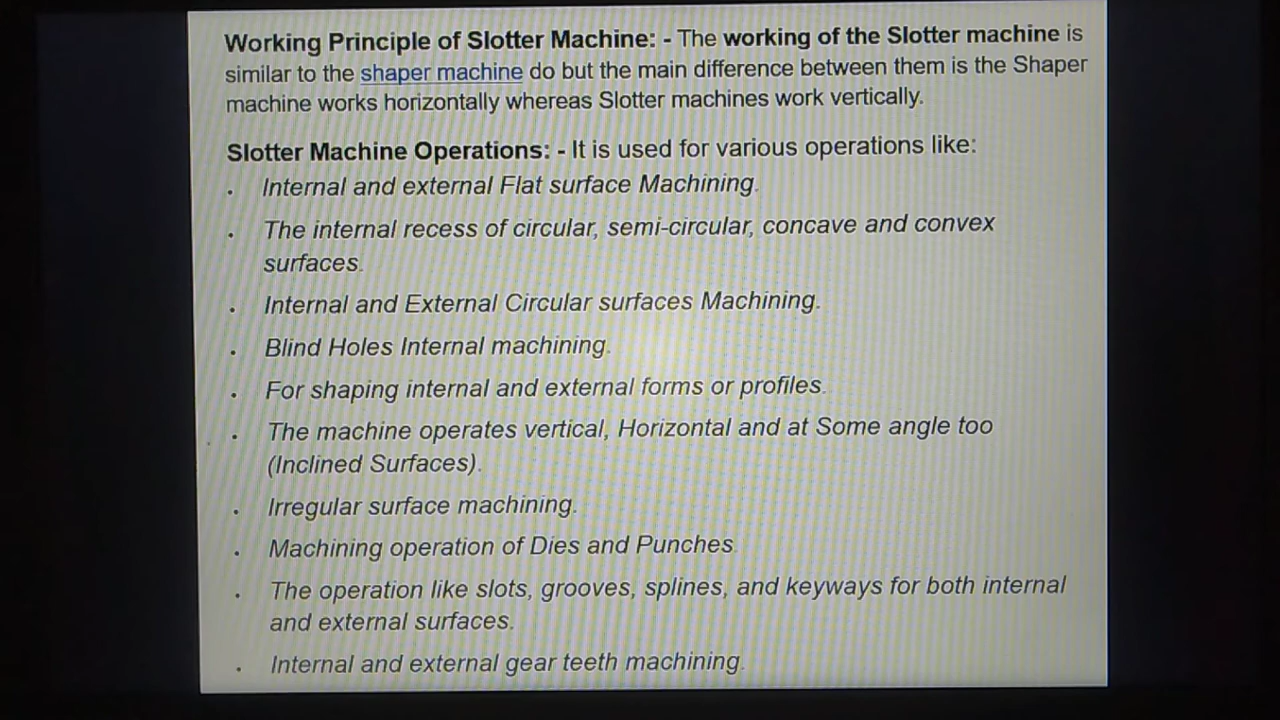 Working Principle of Slotter Machine: - The working of the Slotter machine is
similar to the shaper machine do but the main difference between them is the Shaper
machine works horizontally whereas Slotter machines work vertically.
Slotter Machine Operations: - It is used for various operations like:
• Internal and external Flat surface Machining.
• The internal recess of circular, semi-circular, concave and convex
surfaces.
• Internal and External Circular surfaces Machining.
• Blind Holes Internal machining.
• For shaping internal and external forms or profiles.
• The machine operates vertical, Horizontal and at Some angle too
(Inclined Surfaces).
• Irregular surface machining.
• Machining operation of Dies and Punches.
• The operation like slots, grooves, splines, and keyways for both internal
and external surfaces.
• Internal and external gear teeth machining.